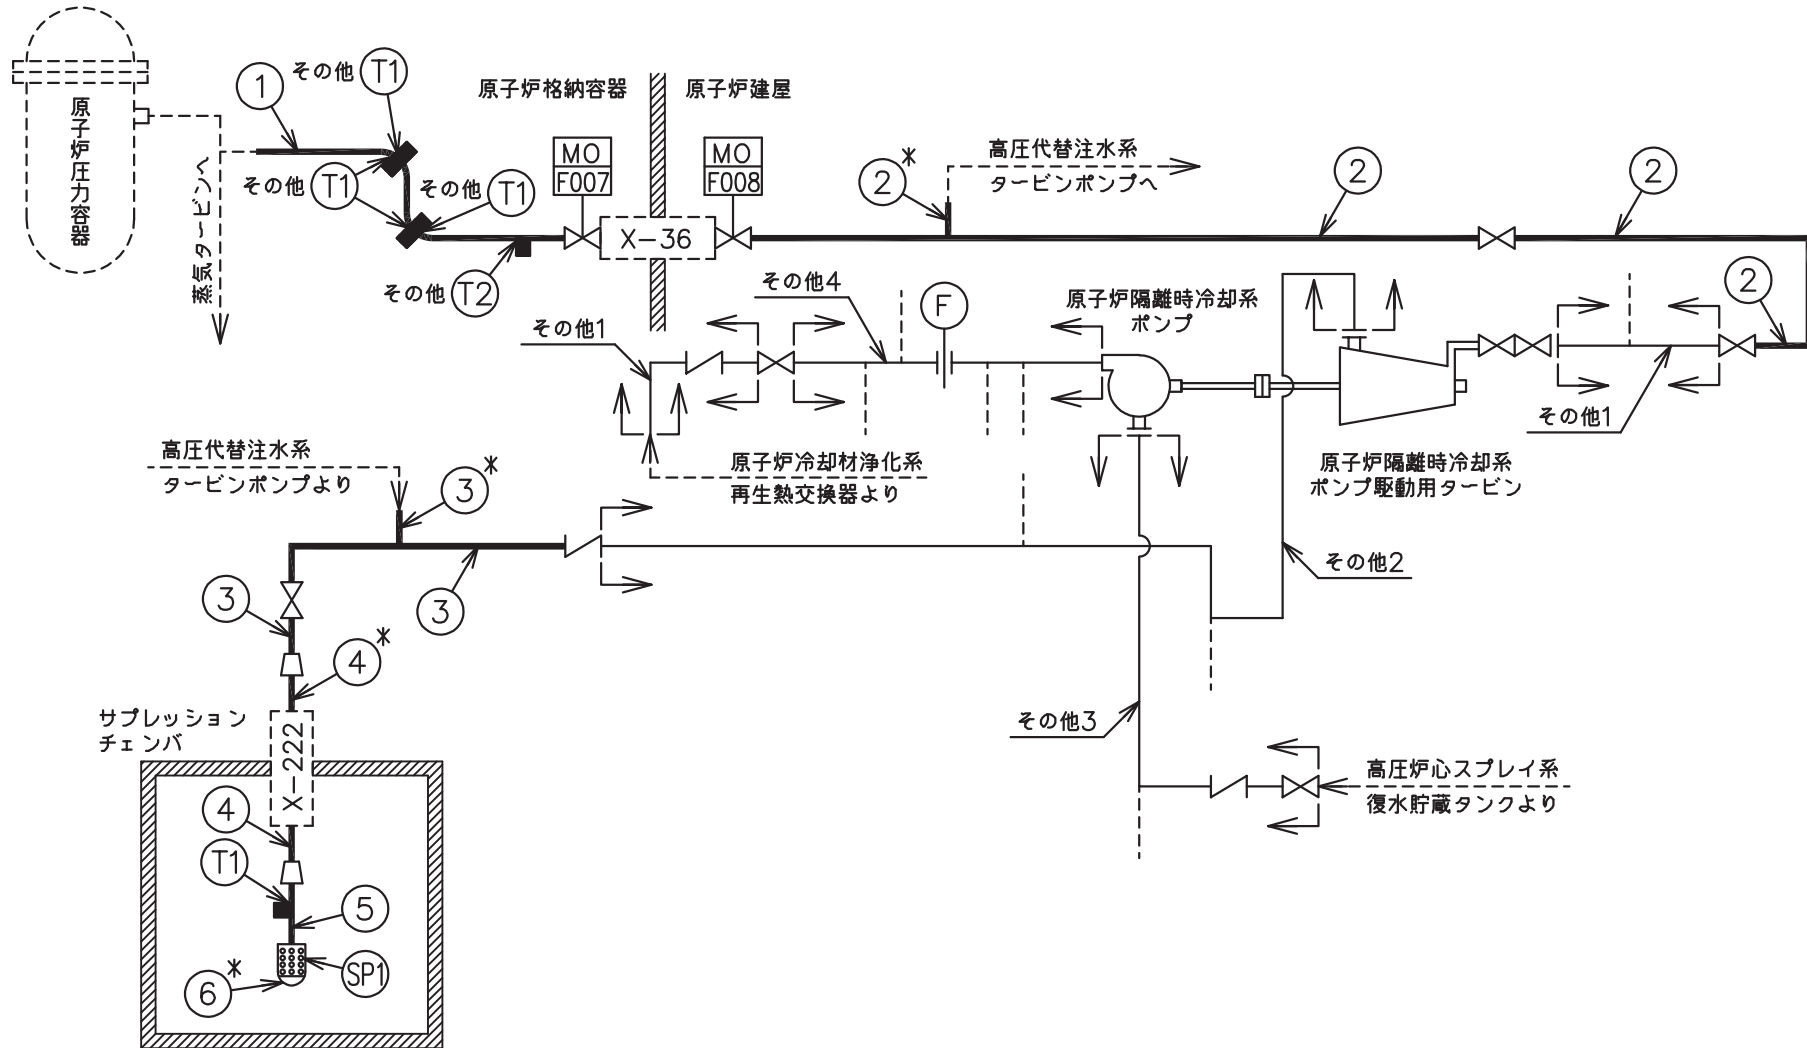 原子炉圧力容器
蒸気タービンへ
1
その他 T1
その他 T1
その他 T1
その他 T2
原子炉格納容器
原子炉建屋
MO
F007
MO
F008
X-36
2*
高圧代替注水系
タービンポンプへ
2
2
2
その他1
その他4
F
原子炉隔離時冷却系
ポンプ
その他1
原子炉隔離時冷却系
ポンプ駆動用タービン
原子炉冷却材浄化系
再生熱交換器より
高圧代替注水系
タービンポンプより
3*
3
3
4*
その他2
その他3
サプレッション
チェンバ
X-222
高圧炉心スプレイ系
復水貯蔵タンクより
4
T1
5
6*
SP1